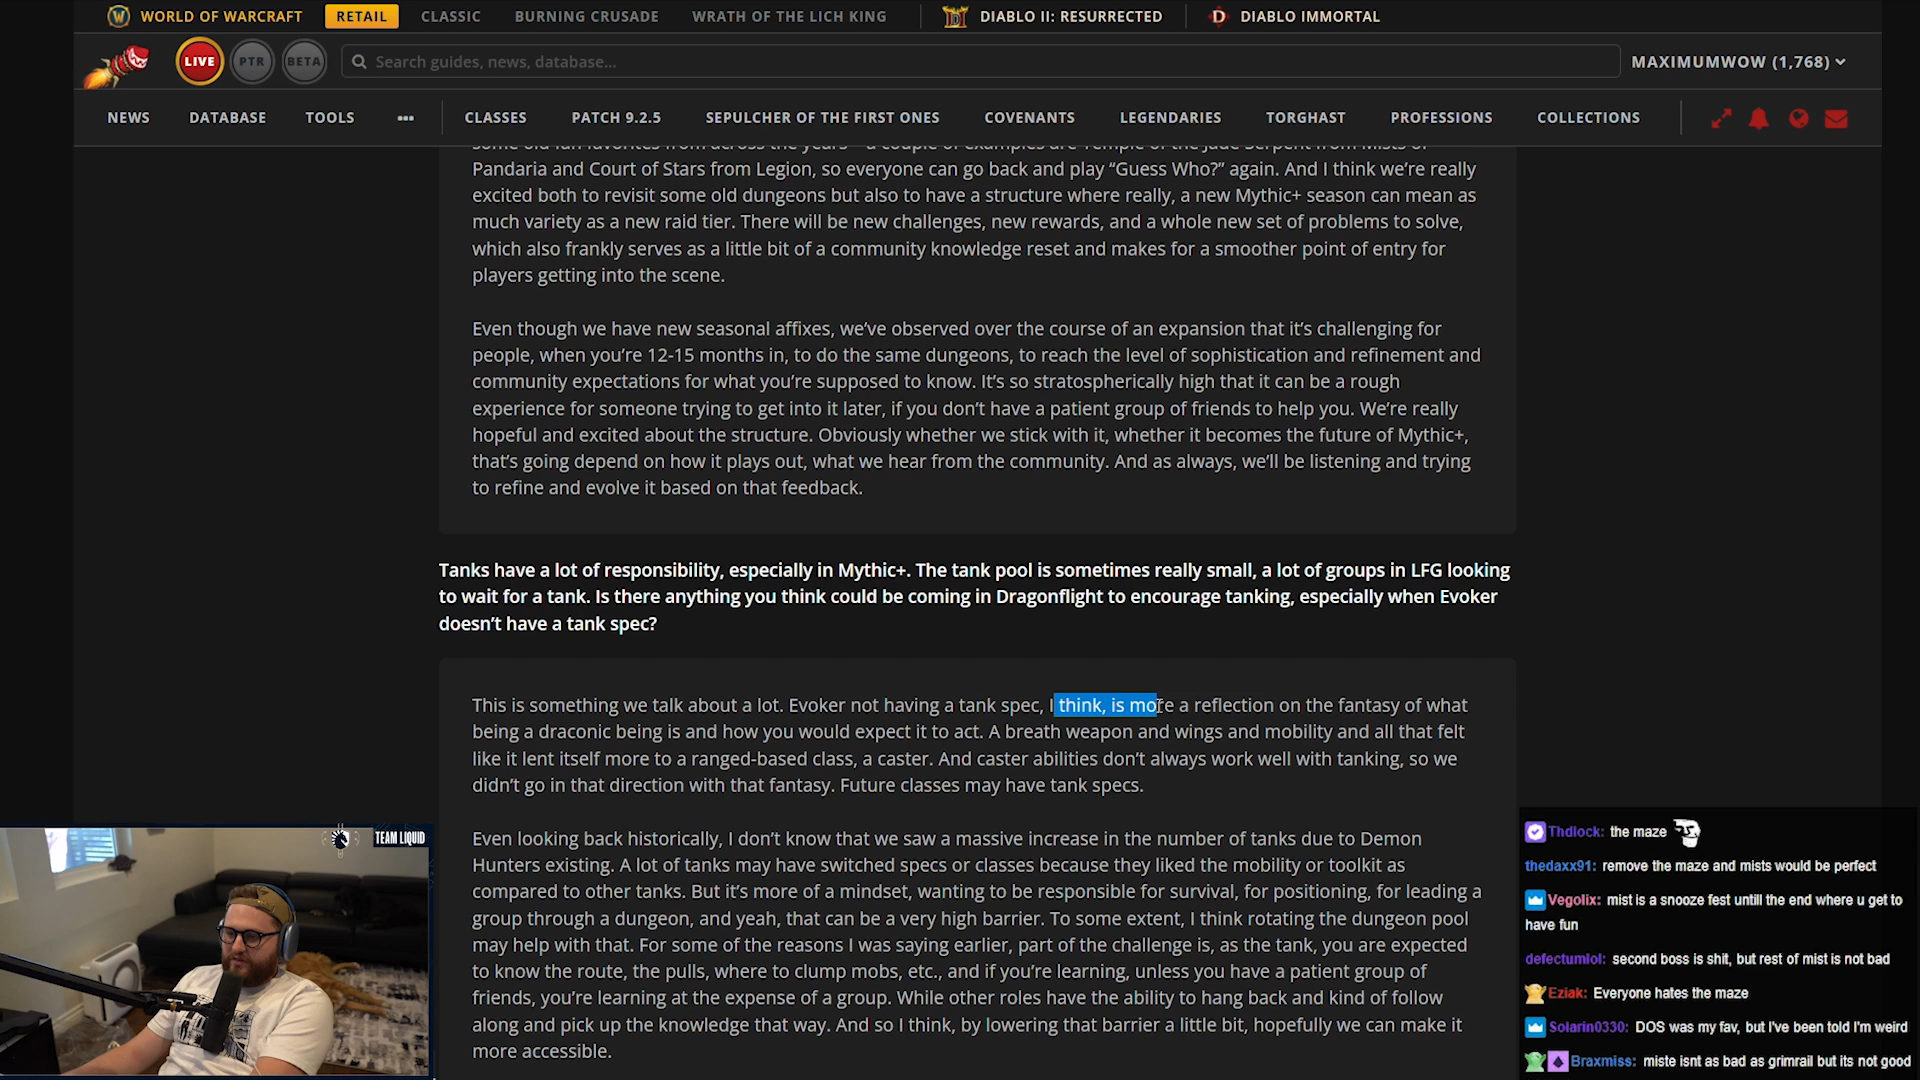 WORLD OF WARCRAFT RETAIL CLASSIC BURNING CRUSADE WRATH OF THE LICH KING DIABLO II: RESURRECTED DIABLO IMMORTAL
LIVE PTR BETA Search guides, news, database... MAXIMUMWOW (1,768)
NEWS DATABASE TOOLS ••• CLASSES PATCH 9.2.5 SEPULCHER OF THE FIRST ONES COVENANTS LEGENDARIES TORGHAST PROFESSIONS COLLECTIONS
Some old fan favorites from across the years – a couple of examples are Temple of the Jade Serpent from Mists of
Pandaria and Court of Stars from Legion, so everyone can go back and play “Guess Who?” again. And I think we’re really
excited both to revisit some old dungeons but also to have a structure where really, a new Mythic+ season can mean as
much variety as a new raid tier. There will be new challenges, new rewards, and a whole new set of problems to solve,
which also frankly serves as a little bit of a community knowledge reset and makes for a smoother point of entry for
players getting into the scene.
Even though we have new seasonal affixes, we’ve observed over the course of an expansion that it’s challenging for
people, when you’re 12-15 months in, to do the same dungeons, to reach the level of sophistication and refinement and
community expectations for what you’re supposed to know. It’s so stratospherically high that it can be a rough
experience for someone trying to get into it later, if you don’t have a patient group of friends to help you. We’re really
hopeful and excited about the structure. Obviously whether we stick with it, whether it becomes the future of Mythic+,
that’s going depend on how it plays out, what we hear from the community. And as always, we’ll be listening and trying
to refine and evolve it based on that feedback.
Tanks have a lot of responsibility, especially in Mythic+. The tank pool is sometimes really small, a lot of groups in LFG looking
to wait for a tank. Is there anything you think could be coming in Dragonflight to encourage tanking, especially when Evoker
doesn’t have a tank spec?
This is something we talk about a lot. Evoker not having a tank spec, I think, is more a reflection on the fantasy of what
being a draconic being is and how you would expect it to act. A breath weapon and wings and mobility and all that felt
like it lent itself more to a ranged-based class, a caster. And caster abilities don’t always work well with tanking, so we
didn’t go in that direction with that fantasy. Future classes may have tank specs.
Even looking back historically, I don’t know that we saw a massive increase in the number of tanks due to Demon
Hunters existing. A lot of tanks may have switched specs or classes because they liked the mobility or toolkit as
compared to other tanks. But it’s more of a mindset, wanting to be responsible for survival, for positioning, for leading a
group through a dungeon, and yeah, that can be a very high barrier. To some extent, I think rotating the dungeon pool
may help with that. For some of the reasons I was saying earlier, part of the challenge is, as the tank, you are expected
to know the route, the pulls, where to clump mobs, etc., and if you’re learning, unless you have a patient group of
friends, you’re learning at the expense of a group. While other roles have the ability to hang back and kind of follow
along and pick up the knowledge that way. And so I think, by lowering that barrier a little bit, hopefully we can make it
more accessible.
TEAM LIQUID
Thdlock: the maze
thedaxx91: remove the maze and mists would be perfect
Vegolix: mist is a snooze fest untill the end where u get to
have fun
defectumlol: second boss is shit, but rest of mist is not bad
Eziak: Everyone hates the maze
Solarin0330: DOS was my fav, but I've been told I'm weird
Braxmiss: miste isnt as bad as grimrail but its not good